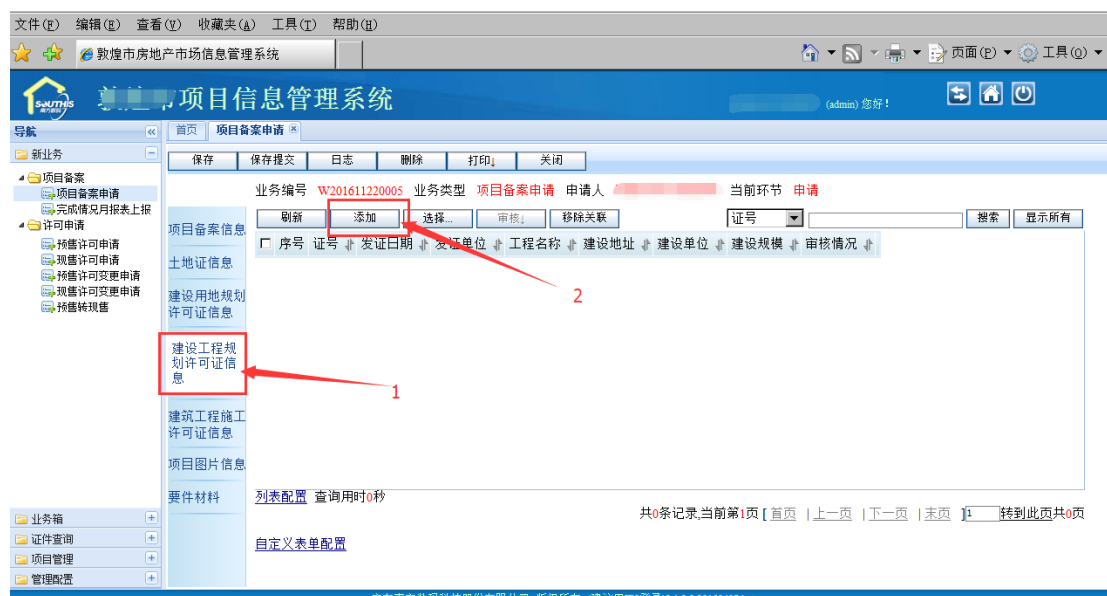 文件(F) 编辑(E) 查看(V) 收藏夹(A) 工具(T) 帮助(H)
敦煌市房地产市场信息管理系统 页面(P) 工具(O)
SOUTHIS
市项目信息管理系统 (admin) 您好!
导航 首页 项目备案申请
新业务
保存 保存提交 日志 删除 打印↓ 关闭
项目备案
项目备案申请
完成情况月报表上报
许可申请
预售许可申请
现售许可申请
预售许可变更申请
现售许可变更申请
预售转现售
业务箱
证件查询
项目管理
管理配置
业务编号 W201611220005 业务类型 项目备案申请 申请人 当前环节 申请
项目备案信息
土地证信息
建设用地规划
许可证信息
建设工程规
划许可证信
息
建筑工程施工
许可证信息
项目图片信息
要件材料
刷新 添加 选择... 审核↓ 移除关联 证号 搜索 显示所有
序号 证号 发证日期 发证单位 工程名称 建设地址 建设单位 建设规模 审核情况
2
1
列表配置 查询用时0秒
共0条记录,当前第1页 [ 首页 | 上一页 | 下一页 | 末页 ] 1 转到此页共0页
自定义表单配置